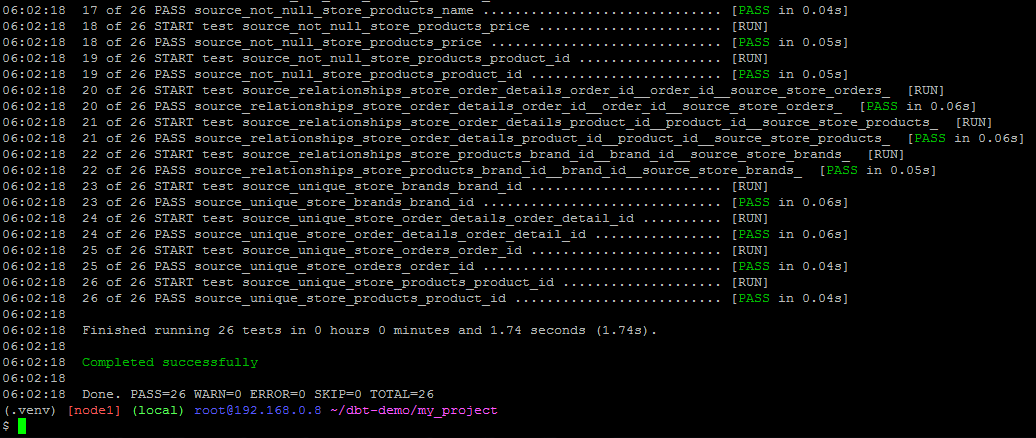 06:02:18  17 of 26 PASS source_not_null_store_products_name .............................. [PASS in 0.04s]
06:02:18  18 of 26 START test source_not_null_store_products_price ....................... [RUN]
06:02:18  18 of 26 PASS source_not_null_store_products_price ............................. [PASS in 0.05s]
06:02:18  19 of 26 START test source_not_null_store_products_product_id .................. [RUN]
06:02:18  19 of 26 PASS source_not_null_store_products_product_id ........................ [PASS in 0.05s]
06:02:18  20 of 26 START test source_relationships_store_order_details_order_id__order_id__source_store_orders_  [RUN]
06:02:18  20 of 26 PASS source_relationships_store_order_details_order_id__order_id__source_store_orders_  [PASS in 0.06s]
06:02:18  21 of 26 START test source_relationships_store_order_details_product_id__product_id__source_store_products_  [RUN]
06:02:18  21 of 26 PASS source_relationships_store_order_details_product_id__product_id__source_store_products_  [PASS in 0.06s]
06:02:18  22 of 26 START test source_relationships_store_products_brand_id__brand_id__source_store_brands_  [RUN]
06:02:18  22 of 26 PASS source_relationships_store_products_brand_id__brand_id__source_store_brands_  [PASS in 0.05s]
06:02:18  23 of 26 START test source_unique_store_brands_brand_id ........................ [RUN]
06:02:18  23 of 26 PASS source_unique_store_brands_brand_id .............................. [PASS in 0.06s]
06:02:18  24 of 26 START test source_unique_store_order_details_order_detail_id .......... [RUN]
06:02:18  24 of 26 PASS source_unique_store_order_details_order_detail_id ................ [PASS in 0.06s]
06:02:18  25 of 26 START test source_unique_store_orders_order_id ........................ [RUN]
06:02:18  25 of 26 PASS source_unique_store_orders_order_id .............................. [PASS in 0.04s]
06:02:18  26 of 26 START test source_unique_store_products_product_id .................... [RUN]
06:02:18  26 of 26 PASS source_unique_store_products_product_id .......................... [PASS in 0.04s]
06:02:18
06:02:18  Finished running 26 tests in 0 hours 0 minutes and 1.74 seconds (1.74s).
06:02:18
06:02:18  Completed successfully
06:02:18
06:02:18  Done. PASS=26 WARN=0 ERROR=0 SKIP=0 TOTAL=26
(.venv) [node1] (local) root@192.168.0.8 ~/dbt-demo/my_project
$